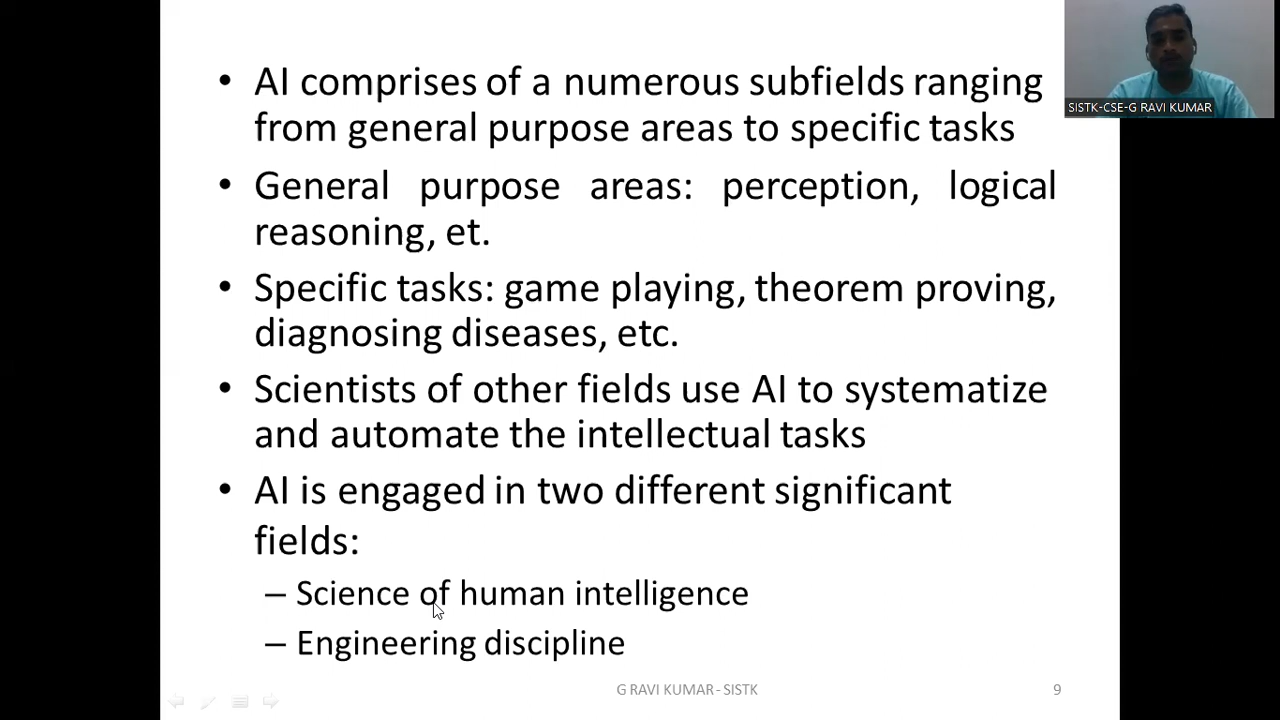 • AI comprises of a numerous subfields ranging
from general purpose areas to specific tasks
• General purpose areas: perception, logical
reasoning, et.
• Specific tasks: game playing, theorem proving,
diagnosing diseases, etc.
• Scientists of other fields use AI to systematize
and automate the intellectual tasks
• AI is engaged in two different significant
fields:
– Science of human intelligence
– Engineering discipline
G RAVI KUMAR - SISTK
9
SISTK-CSE-G RAVI KUMAR